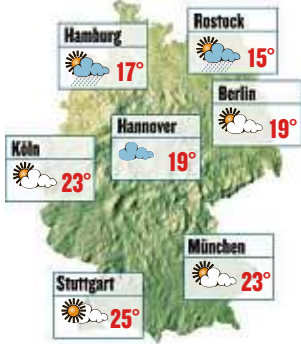 Rostock
15°
Hamburg
17°
Berlin
19°
Hannover
19°
Köln
23°
München
23°
Stuttgart
25°